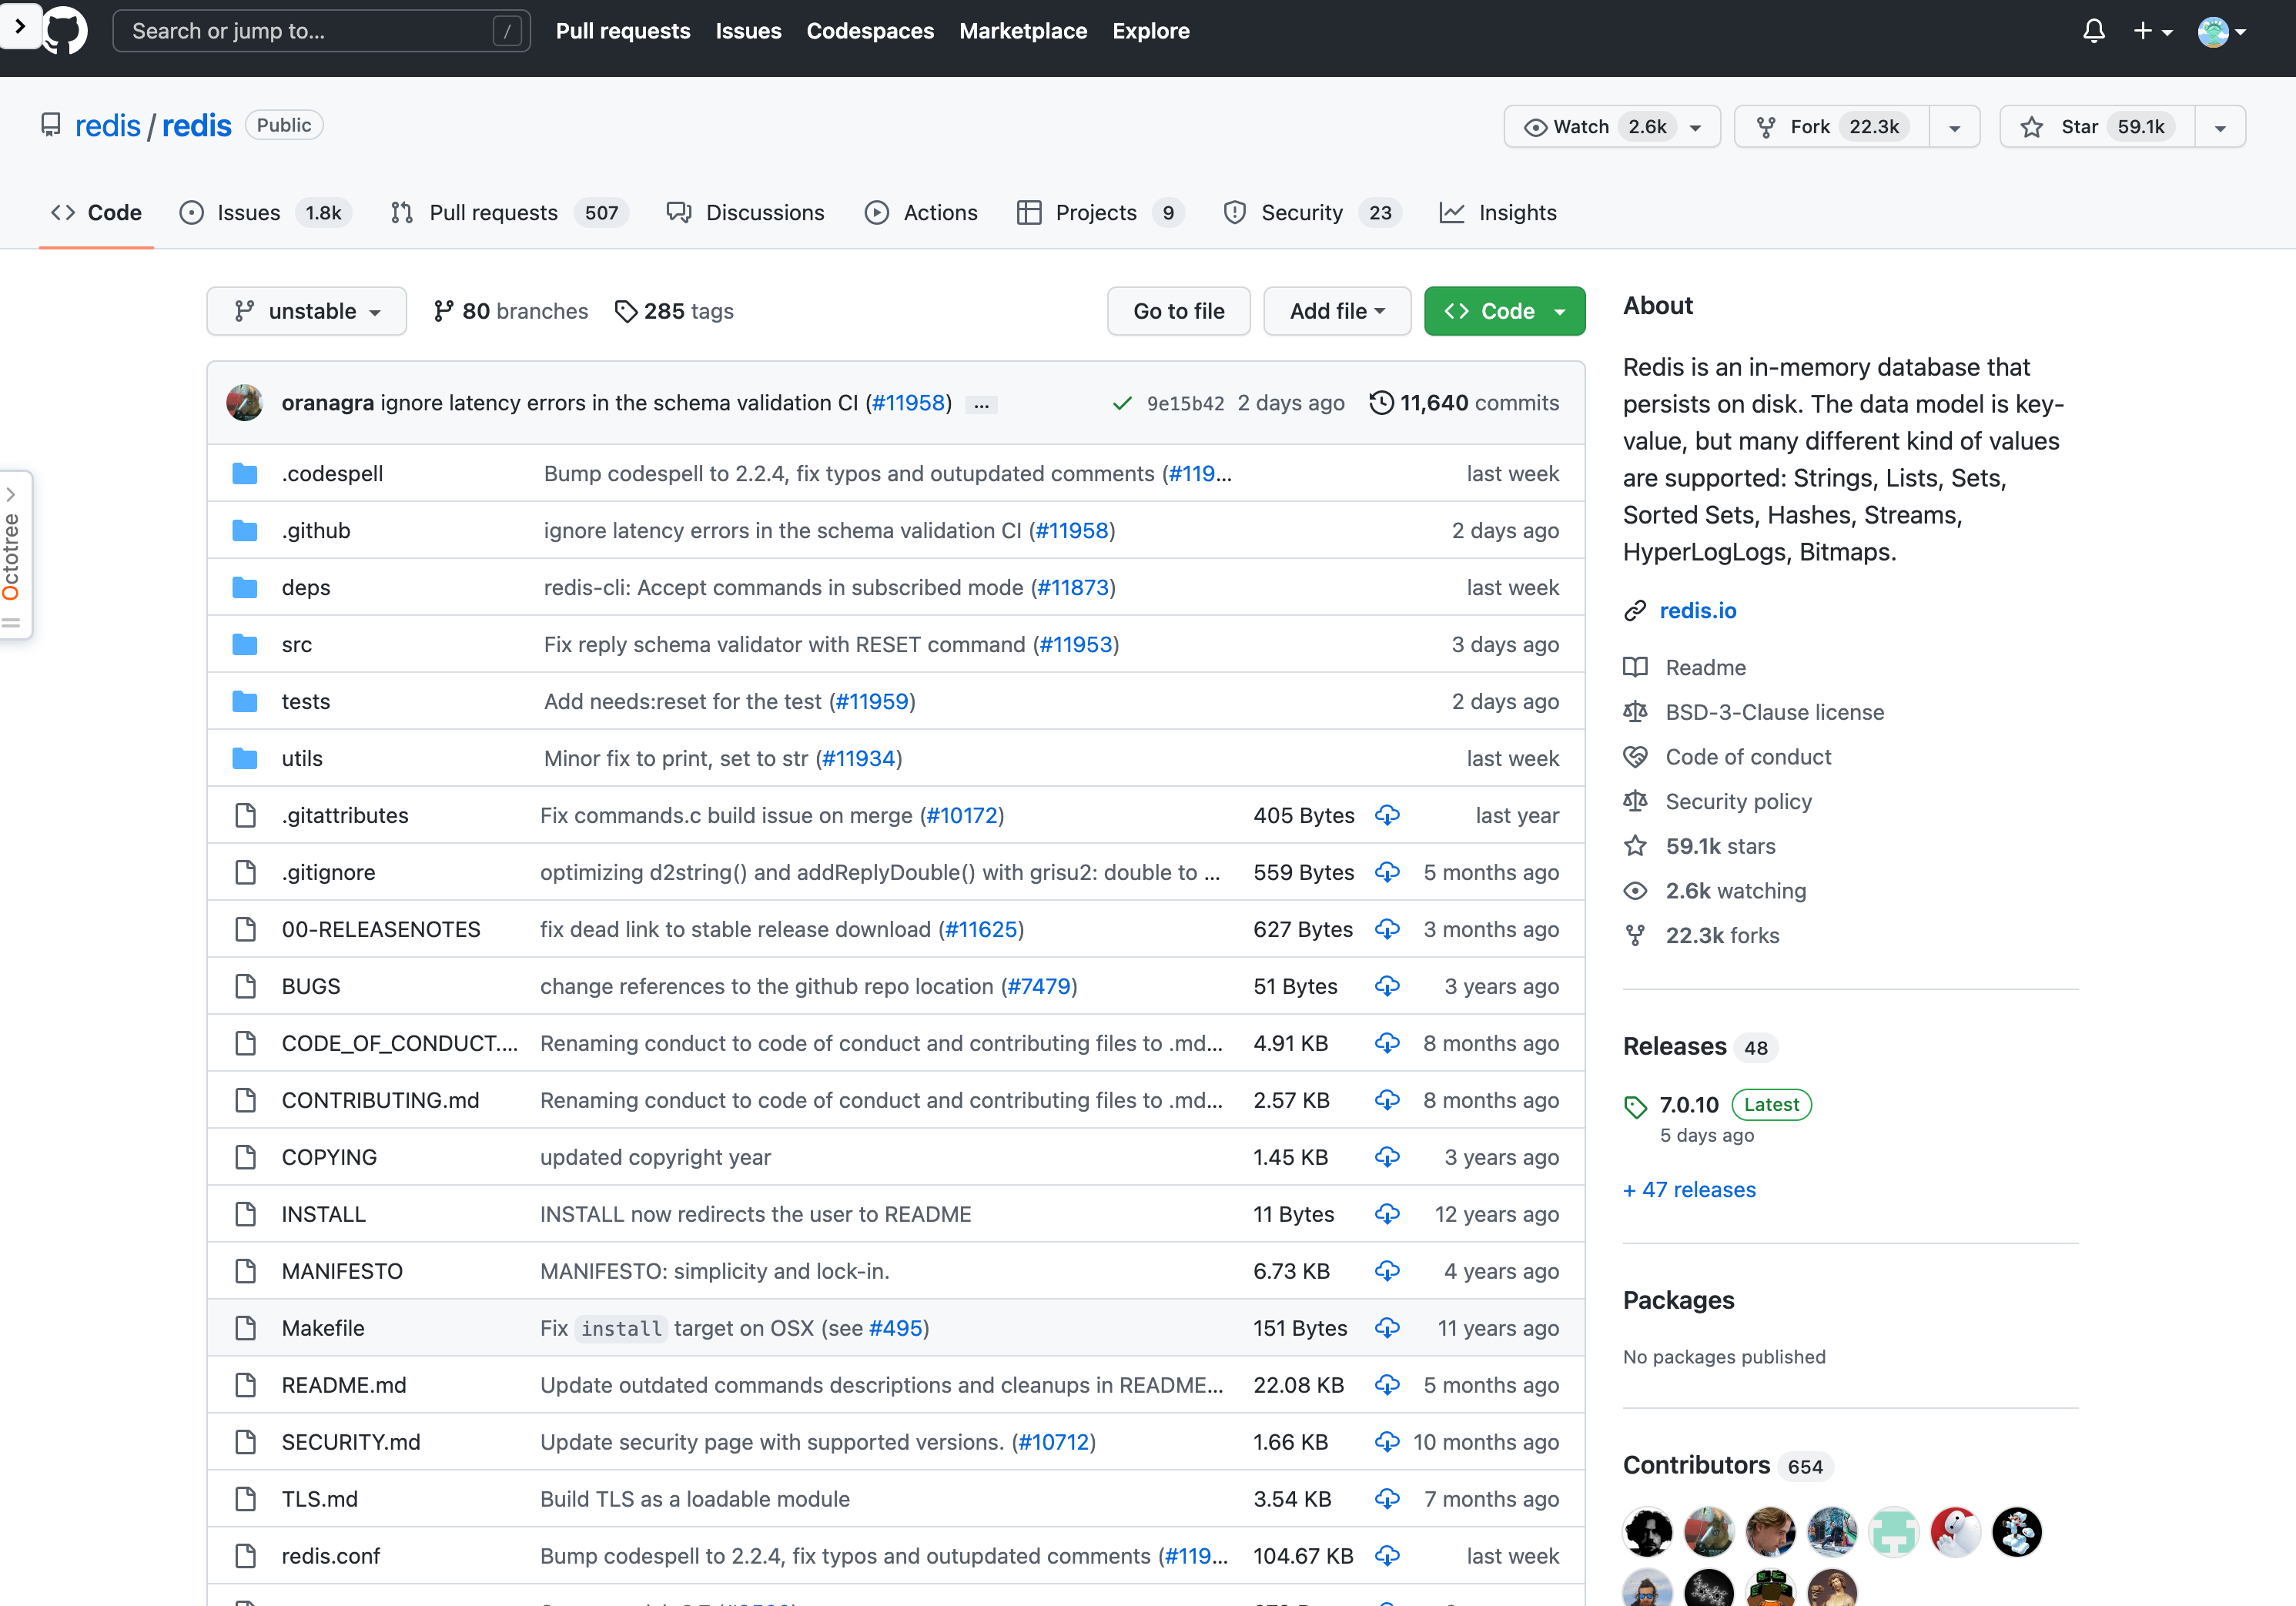 Search or jump to... /
Pull requests Issues Codespaces Marketplace Explore
redis / redis Public
Watch 2.6k Fork 22.3k Star 59.1k
Code Issues 1.8k Pull requests 507 Discussions Actions Projects 9 Security 23 Insights
unstable 80 branches 285 tags Go to file Add file Code
oranagra ignore latency errors in the schema validation CI (#11958) ... 9e15b42 2 days ago 11,640 commits
.codespell Bump codespell to 2.2.4, fix typos and outupdated comments (#119... last week
.github ignore latency errors in the schema validation CI (#11958) 2 days ago
deps redis-cli: Accept commands in subscribed mode (#11873) last week
src Fix reply schema validator with RESET command (#11953) 3 days ago
tests Add needs:reset for the test (#11959) 2 days ago
utils Minor fix to print, set to str (#11934) last week
.gitattributes Fix commands.c build issue on merge (#10172) 405 Bytes last year
.gitignore optimizing d2string() and addReplyDouble() with grisu2: double to ... 559 Bytes 5 months ago
00-RELEASENOTES fix dead link to stable release download (#11625) 627 Bytes 3 months ago
BUGS change references to the github repo location (#7479) 51 Bytes 3 years ago
CODE_OF_CONDUCT.... Renaming conduct to code of conduct and contributing files to .md... 4.91 KB 8 months ago
CONTRIBUTING.md Renaming conduct to code of conduct and contributing files to .md... 2.57 KB 8 months ago
COPYING updated copyright year 1.45 KB 3 years ago
INSTALL INSTALL now redirects the user to README 11 Bytes 12 years ago
MANIFESTO MANIFESTO: simplicity and lock-in. 6.73 KB 4 years ago
Makefile Fix install target on OSX (see #495) 151 Bytes 11 years ago
README.md Update outdated commands descriptions and cleanups in README... 22.08 KB 5 months ago
SECURITY.md Update security page with supported versions. (#10712) 1.66 KB 10 months ago
TLS.md Build TLS as a loadable module 3.54 KB 7 months ago
redis.conf Bump codespell to 2.2.4, fix typos and outupdated comments (#119... 104.67 KB last week
Octotree
About
Redis is an in-memory database that
persists on disk. The data model is key-
value, but many different kind of values
are supported: Strings, Lists, Sets,
Sorted Sets, Hashes, Streams,
HyperLogLogs, Bitmaps.
redis.io
Readme
BSD-3-Clause license
Code of conduct
Security policy
59.1k stars
2.6k watching
22.3k forks
Releases 48
7.0.10 Latest
5 days ago
+ 47 releases
Packages
No packages published
Contributors 654